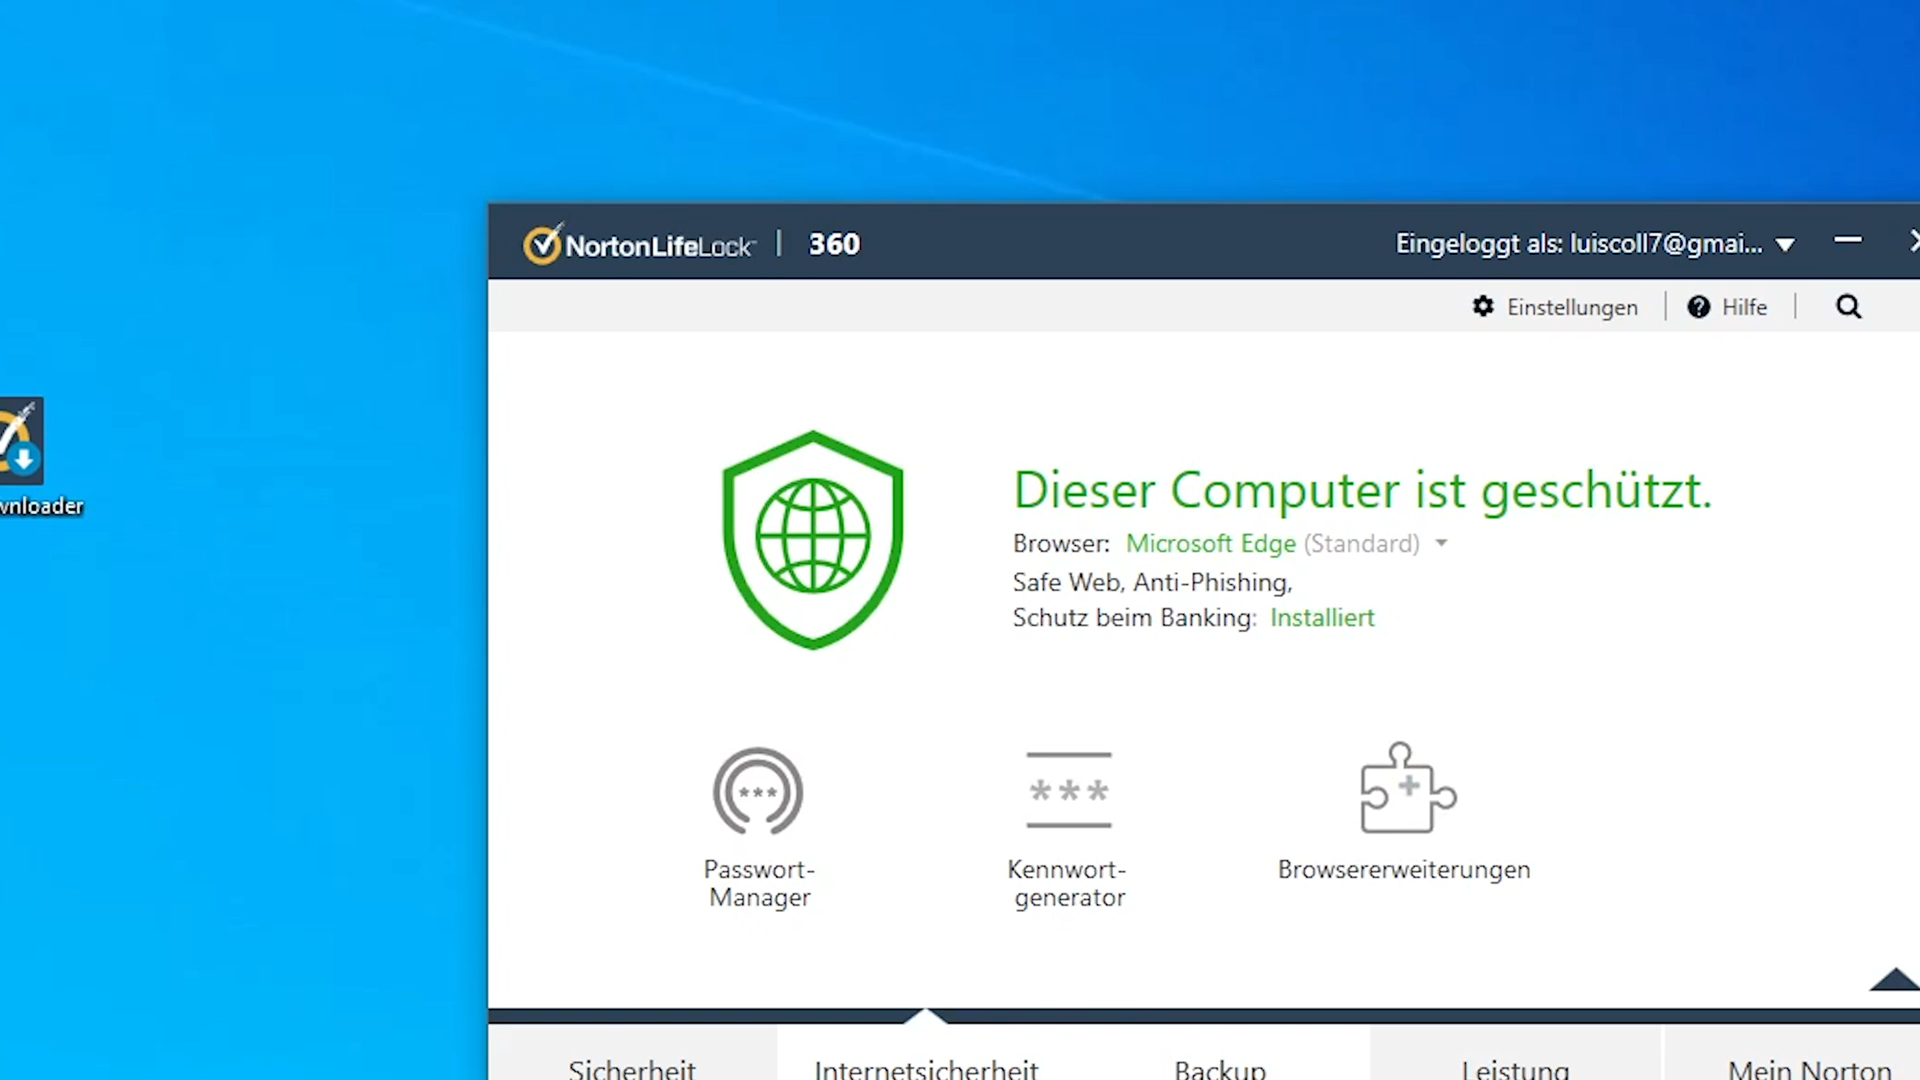 NortonLifeLock | 360
Eingeloggt als: luiscoll7@gmai...
Einstellungen | Hilfe |
wnloader
Dieser Computer ist geschützt.
Browser: Microsoft Edge (Standard)
Safe Web, Anti-Phishing,
Schutz beim Banking: Installiert
***
***
Passwort-
Manager
Kennwort-
generator
Browsererweiterungen
Sicherheit
Internetsicherheit
Backup
Leistung
Mein Norton